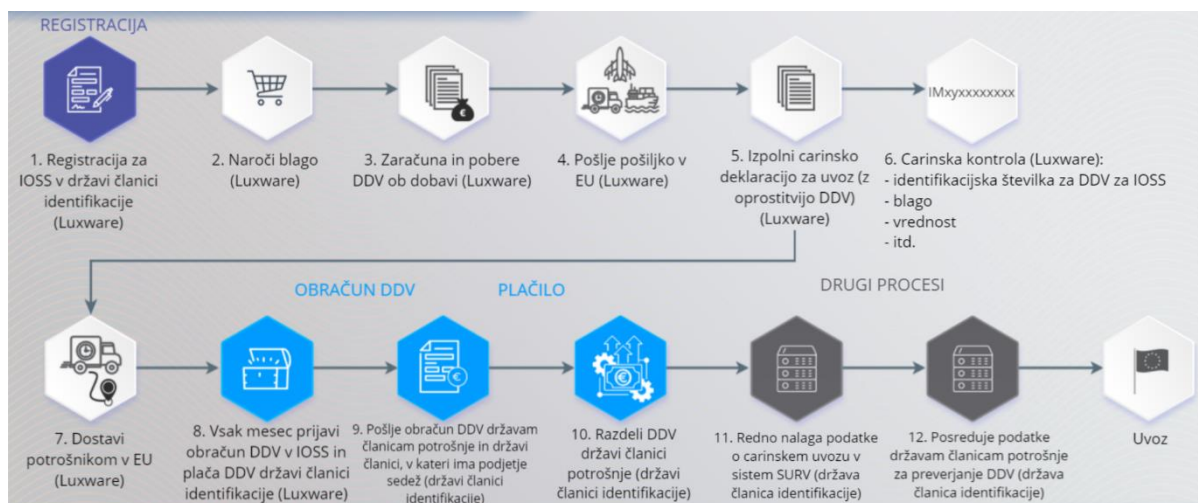 REGISTRACIJA
IMxyxxxxxxxx
1. Registracija za
IOSS v državi članici
identifikacije
(Luxware)
2. Naroči blago
(Luxware)
3. Zaračuna in pobere
DDV ob dobavi (Luxware)
4. Pošlje pošiljko v
EU (Luxware)
5. Izpolni carinsko
deklaracijo za uvoz (z
oprostitvijo DDV)
(Luxware)
6. Carinska kontrola (Luxware):
- identifikacijska številka za DDV za IOSS
- blago
- vrednost
- itd.
OBRAČUN DDV
PLAČILO
DRUGI PROCESI
7. Dostavi
potrošnikom v EU
(Luxware)
8. Vsak mesec prijavi
obračun DDV v IOSS in
plača DDV državi članici
identifikacije (Luxware)
9. Pošlje obračun DDV državam
članicam potrošnje in državi
članici, v kateri ima podjetje
sedež (državi članici
identifikacije)
10. Razdeli DDV
državi članici
potrošnje (državi
članici identifikacije)
11. Redno nalaga podatke
o carinskem uvozu v
sistem SURV (država
članica identifikacije)
12. Posreduje podatke
državam članicam potrošnje
za preverjanje DDV (država
članica identifikacije)
Uvoz